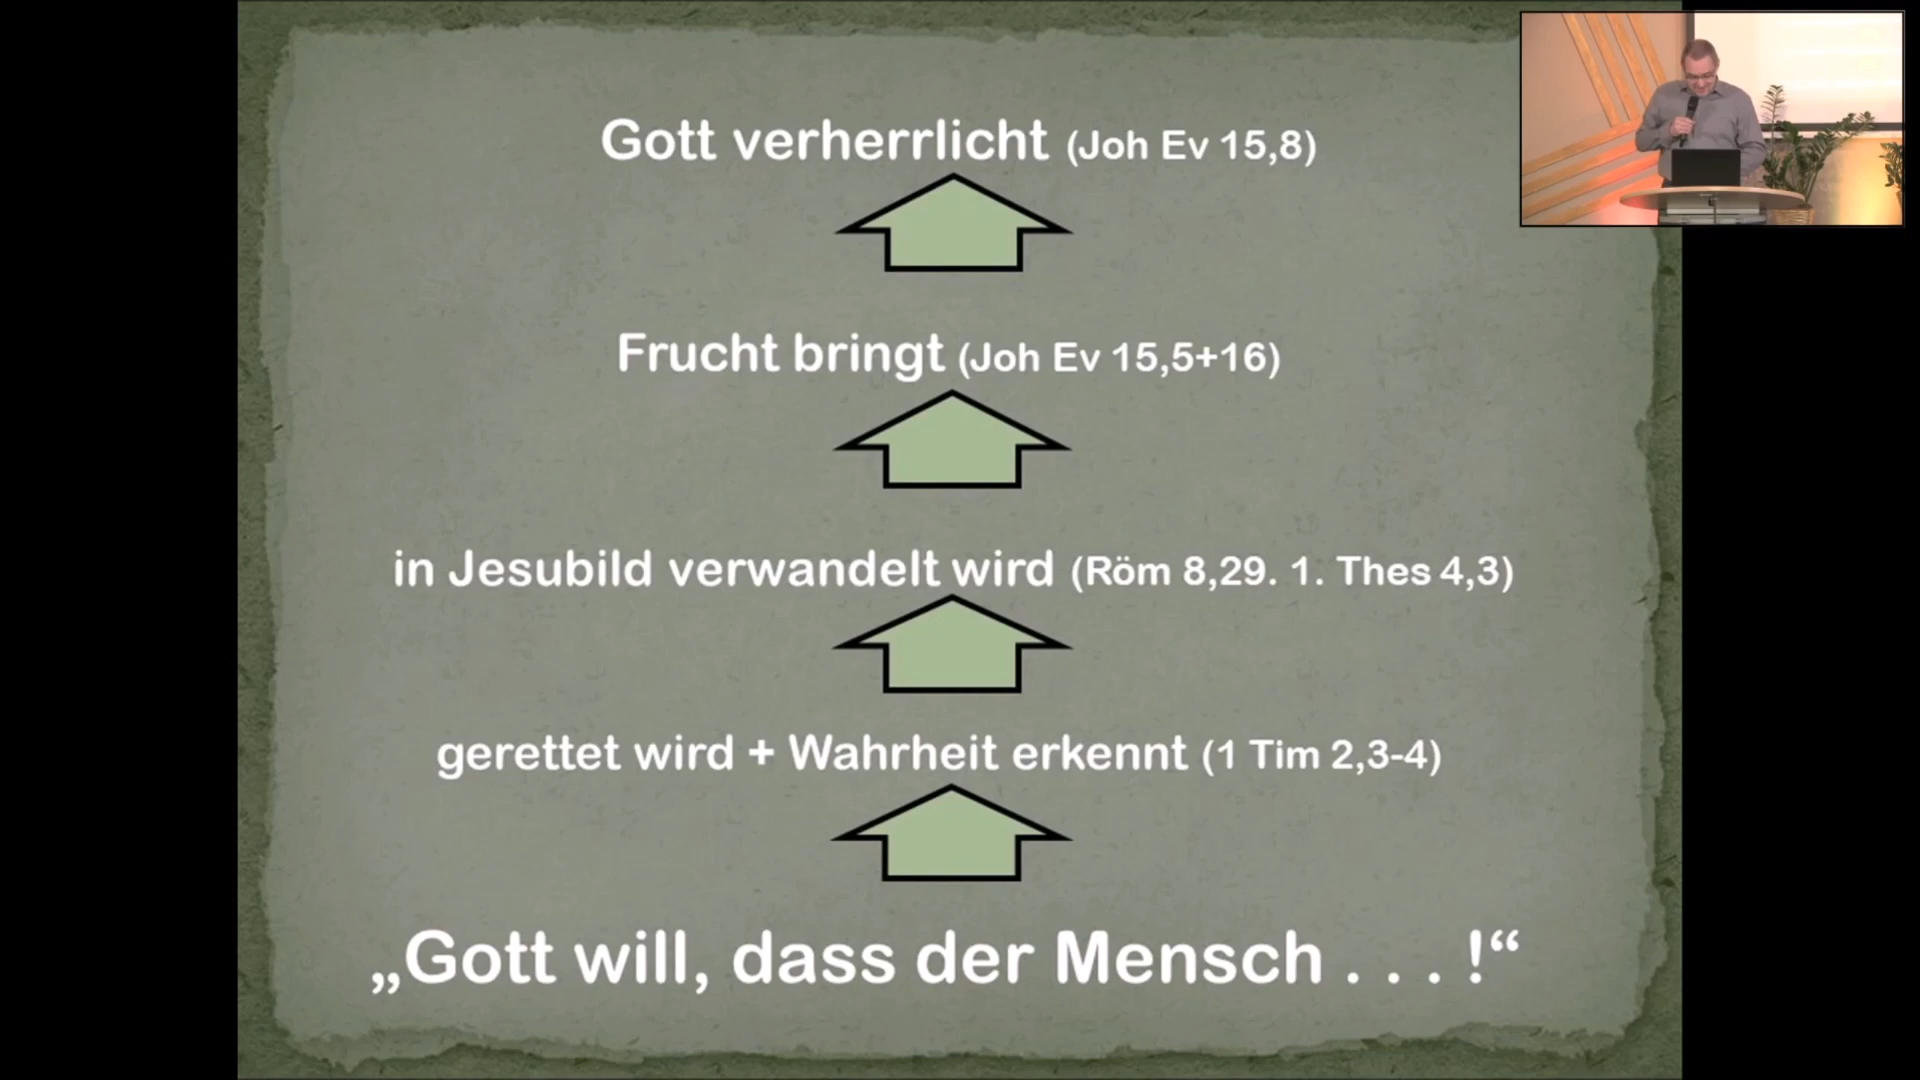 Gott verherrlicht (Joh Ev 15,8)
Frucht bringt (Joh Ev 15,5+16)
in Jesubild verwandelt wird (Röm 8,29. 1. Thes 4,3)
gerettet wird + Wahrheit erkennt (1 Tim 2,3-4)
„Gott will, dass der Mensch . . . !“